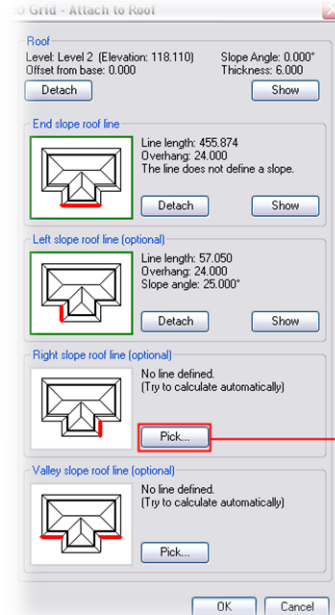 Grid - Attach to Roof
Roof
Level: Level 2 (Elevation: 118.110)
Slope Angle: 0.000°
Offset from base: 0.000
Thickness: 6.000
Detach
Show
End slope roof line
Line length: 455.874
Overhang: 24.000
The line does not define a slope.
Detach
Show
Left slope roof line (optional)
Line length: 57.050
Overhang: 24.000
Slope angle: 25.000°
Detach
Show
Right slope roof line (optional)
No line defined.
(Try to calculate automatically)
Pick...
Valley slope roof line (optional)
No line defined.
(Try to calculate automatically)
Pick...
OK
Cancel